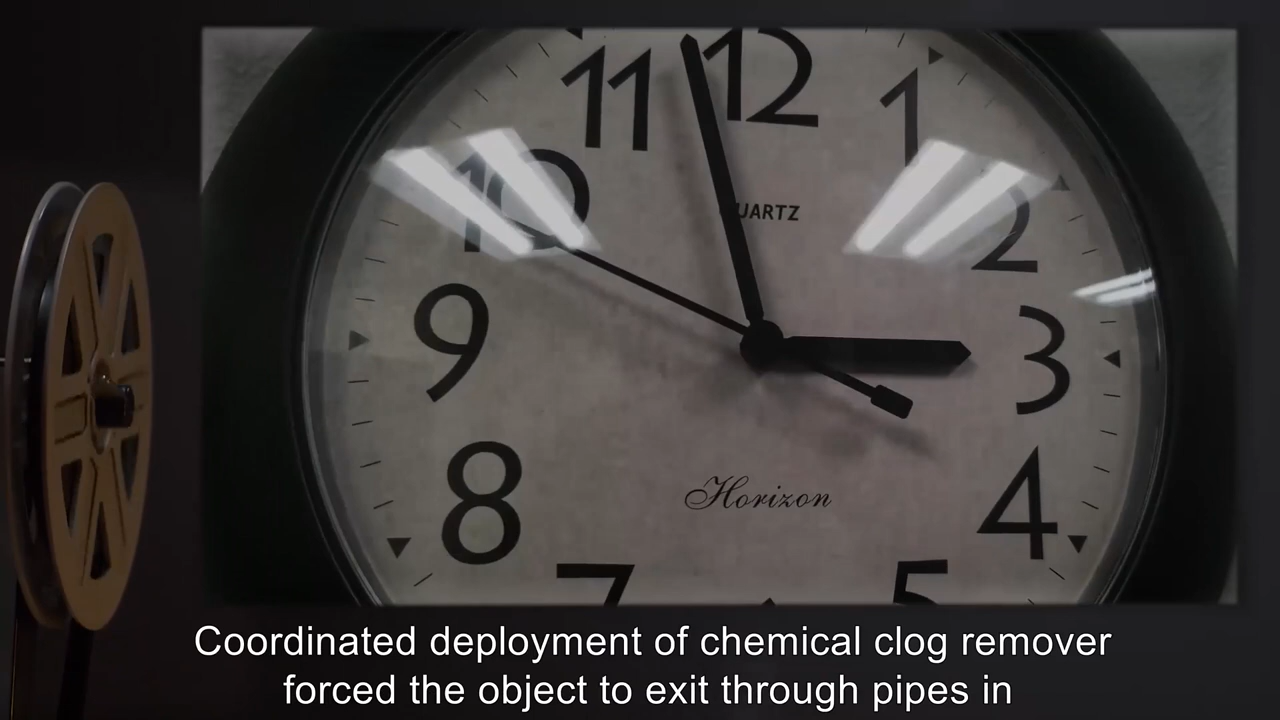 11
12
1
10
QUARTZ
2
9
3
Horizon
8
4
7
5
Coordinated deployment of chemical clog remover
forced the object to exit through pipes in